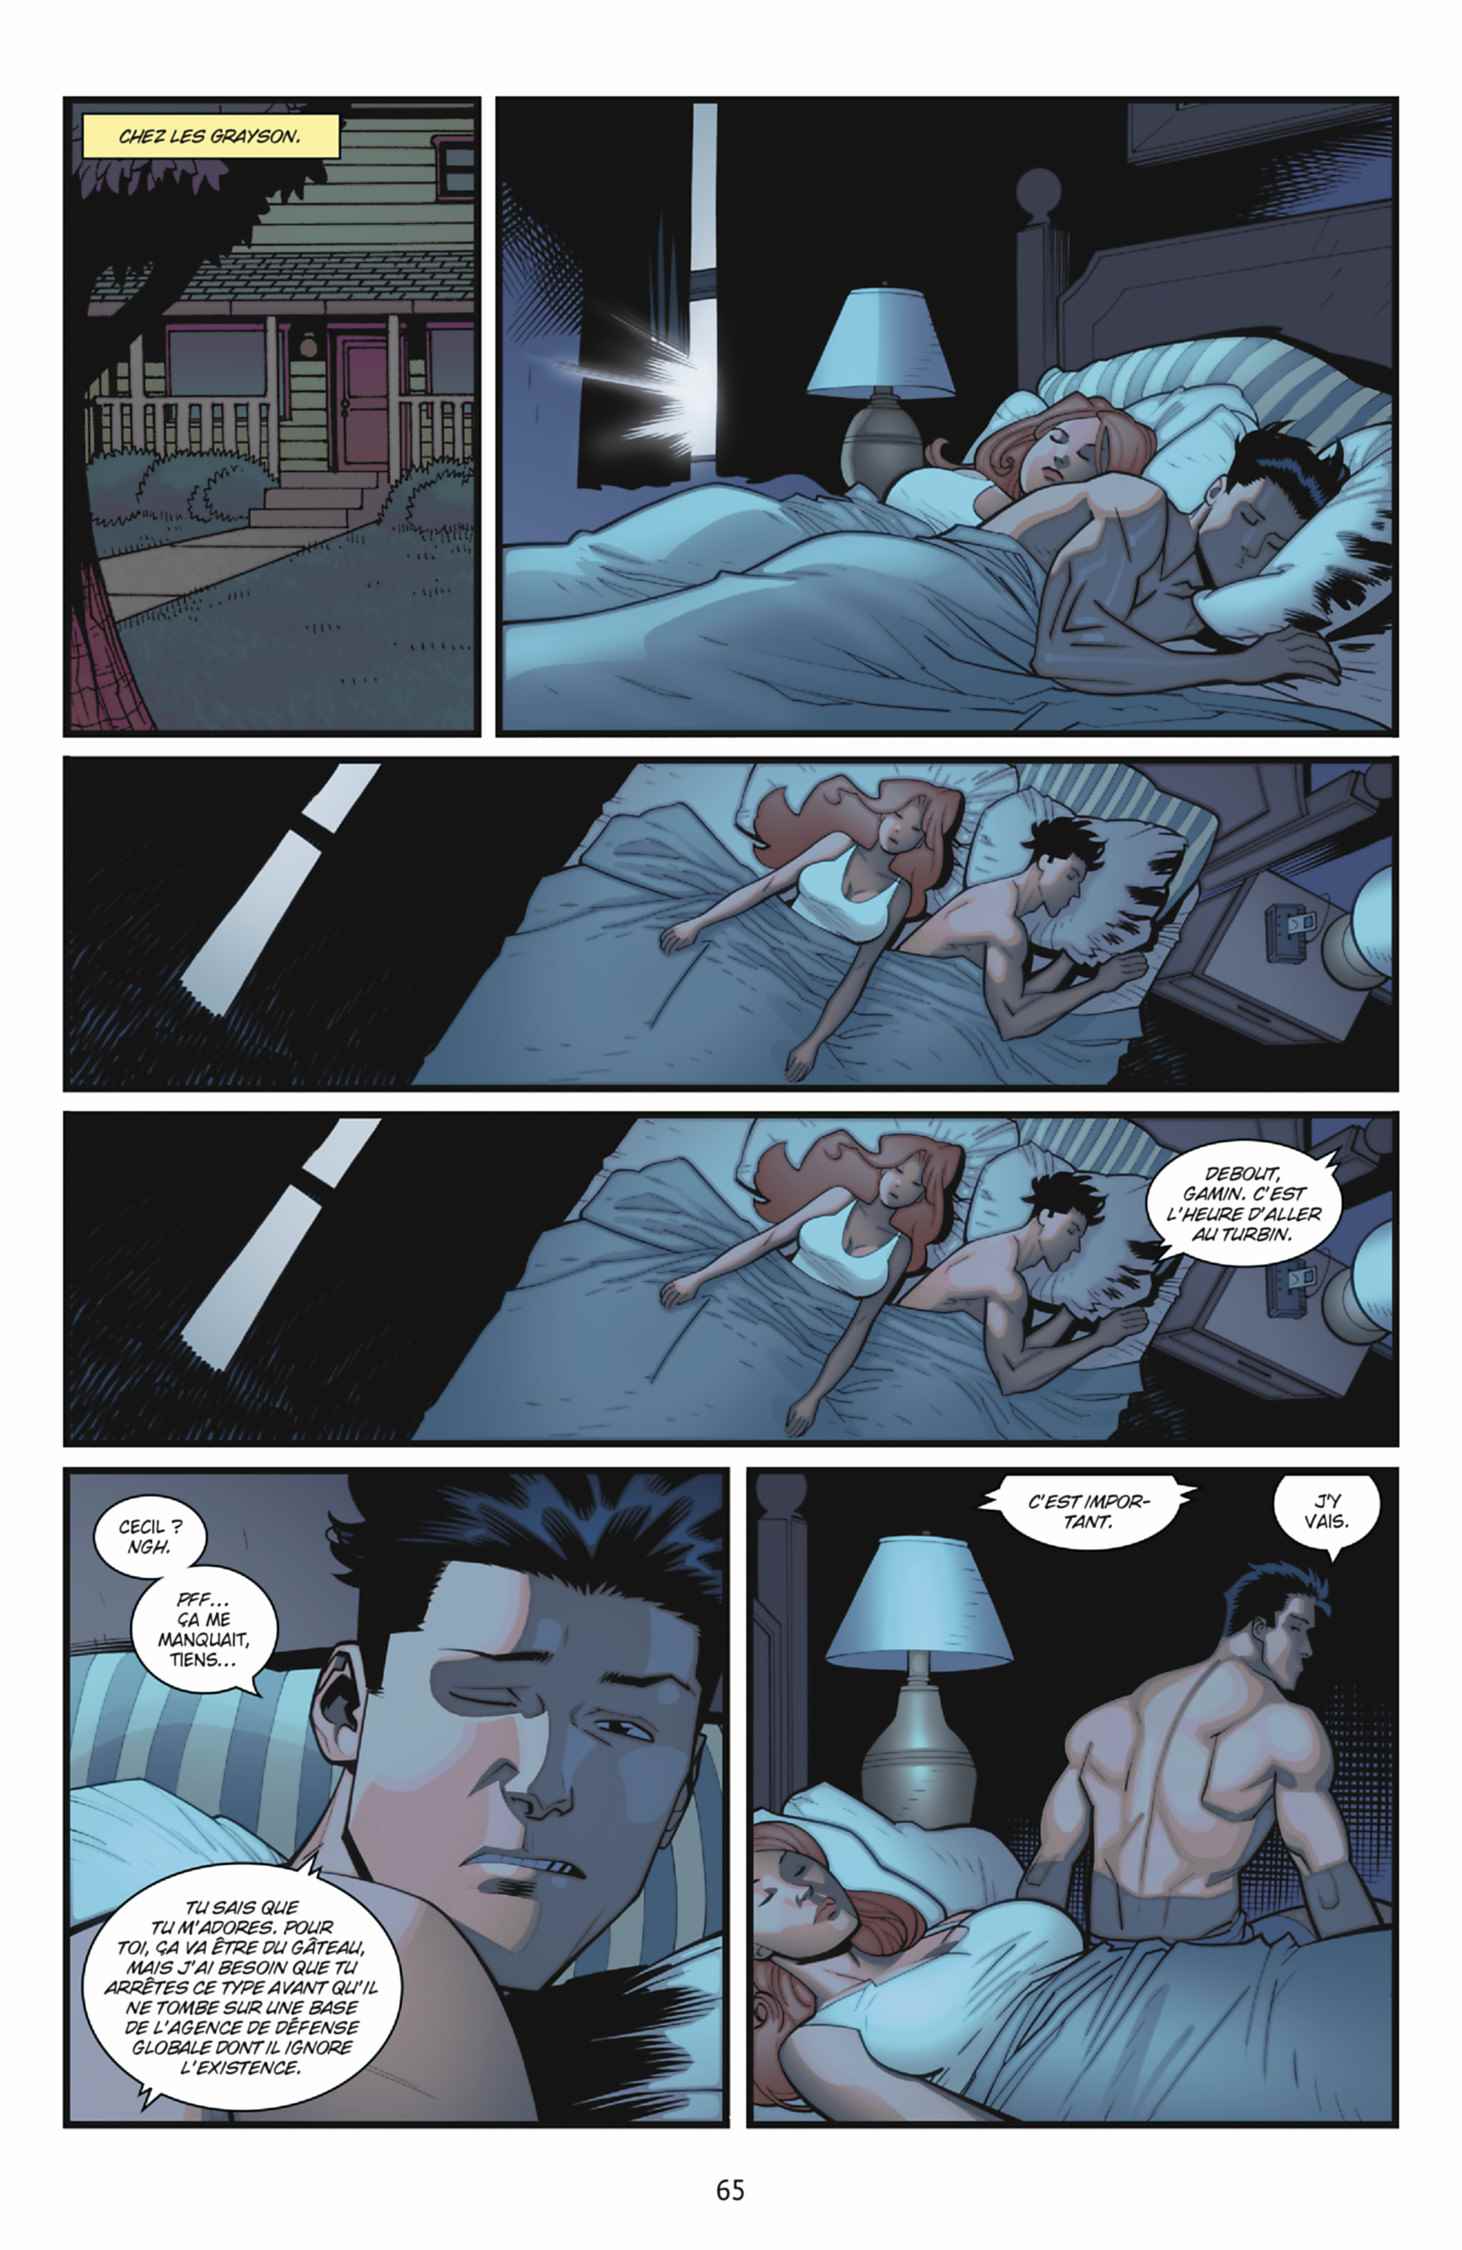 CHEZ LES GRAYSON.
DEBOUT,
GAMIN. C'EST
L'HEURE D'ALLER
AU TURBIN.
CECIL ?
NGH.
PFF...
ÇA ME
MANQUAIT,
TIENS...
TU SAIS QUE
TU M'ADORES. POUR
TOI, ÇA VA ÊTRE DU GÂTEAU,
MAIS J'AI BESOIN QUE TU
ARRÊTES CE TYPE AVANT QU'IL
NE TOMBE SUR UNE BASE
DE L'AGENCE DE DÉFENSE
GLOBALE DONT IL IGNORE
L'EXISTENCE.
C'EST IMPOR-
TANT.
J'Y
VAIS.
65